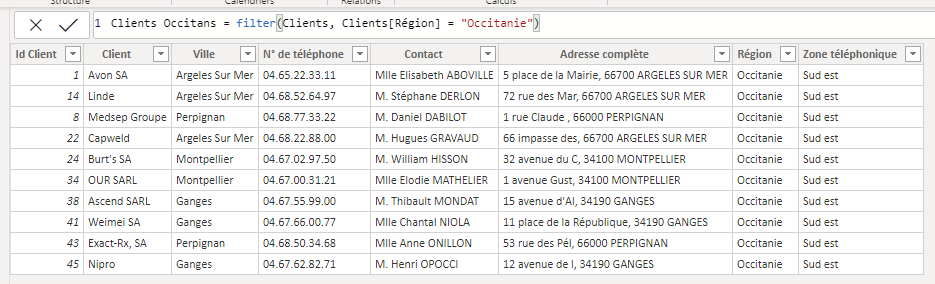 Structure Calendriers Relations Calculs
1 Clients Occitans = filter(Clients, Clients[Région] = "Occitanie")
Id Client Client Ville N° de téléphone Contact Adresse complète Région Zone téléphonique
1 Avon SA Argeles Sur Mer 04.65.22.33.11 Mlle Elisabeth ABOVILLE 5 place de la Mairie, 66700 ARGELES SUR MER Occitanie Sud est
14 Linde Argeles Sur Mer 04.68.52.64.97 M. Stéphane DERLON 72 rue des Mar, 66700 ARGELES SUR MER Occitanie Sud est
8 Medsep Groupe Perpignan 04.68.77.33.22 M. Daniel DABILOT 1 rue Claude , 66000 PERPIGNAN Occitanie Sud est
22 Capweld Argeles Sur Mer 04.68.22.88.00 M. Hugues GRAVAUD 66 impasse des, 66700 ARGELES SUR MER Occitanie Sud est
24 Burt's SA Montpellier 04.67.02.97.50 M. William HISSON 32 avenue du C, 34100 MONTPELLIER Occitanie Sud est
34 OUR SARL Montpellier 04.67.00.31.21 Mlle Elodie MATHELIER 1 avenue Gust, 34100 MONTPELLIER Occitanie Sud est
38 Ascend SARL Ganges 04.67.55.99.00 M. Thibault MONDAT 15 avenue d'Al, 34190 GANGES Occitanie Sud est
41 Weimei SA Ganges 04.67.66.00.77 Mlle Chantal NIOLA 11 place de la République, 34190 GANGES Occitanie Sud est
43 Exact-Rx, SA Perpignan 04.68.50.34.68 Mlle Anne ONILLON 53 rue des Pél, 66000 PERPIGNAN Occitanie Sud est
45 Nipro Ganges 04.67.62.82.71 M. Henri OPOCCI 12 avenue de l, 34190 GANGES Occitanie Sud est